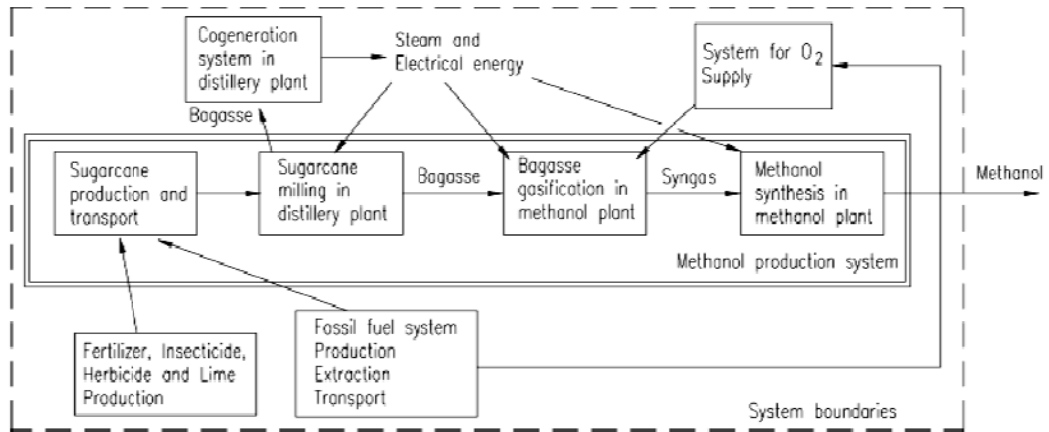 Cogeneration
system in
distillery plant
Steam and
Electrical energy
System for O₂
Supply
Bagasse
Sugarcane
production and
transport
Sugarcane
milling in
distillery plant
Bagasse
Bagasse
gasification in
methanol plant
Syngas
Methanol
synthesis in
methanol plant
Methanol
Methanol production system
Fertilizer, Insecticide,
Herbicide and Lime
Production
Fossil fuel system
Production
Extraction
Transport
System boundaries